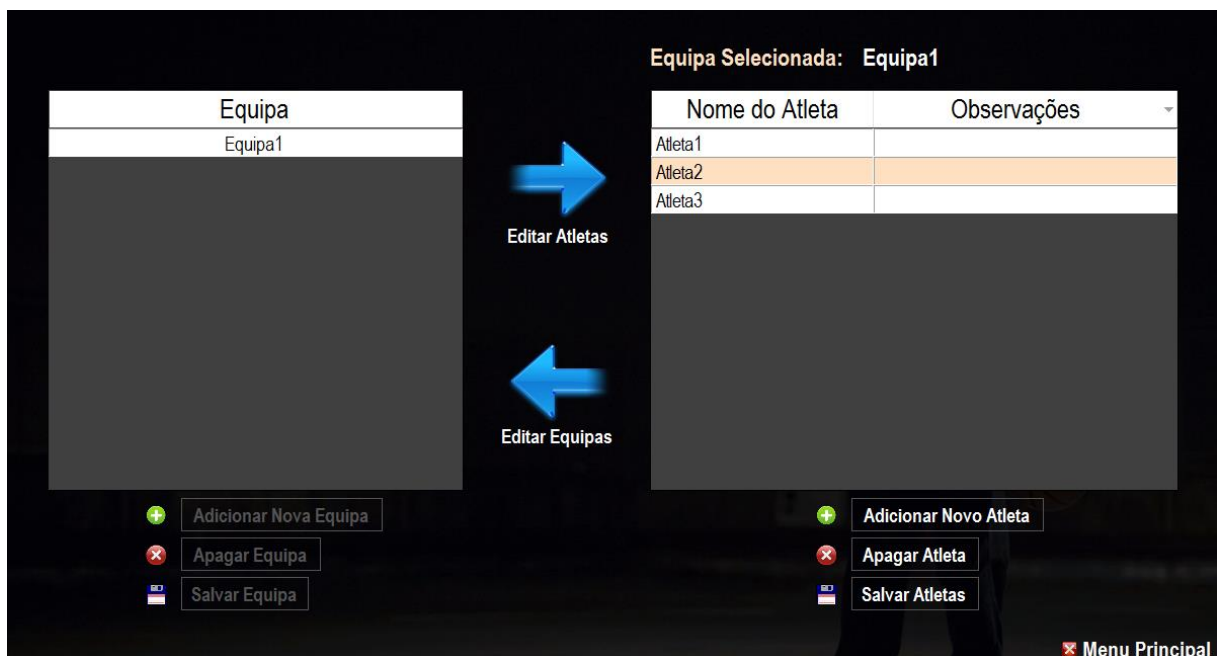 Equipa Selecionada: Equipa1
Equipa
Equipa1
Editar Atletas
Editar Equipas
Nome do Atleta Observações
Atleta1
Atleta2
Atleta3
Adicionar Nova Equipa
Apagar Equipa
Salvar Equipa
Adicionar Novo Atleta
Apagar Atleta
Salvar Atletas
Menu Principal